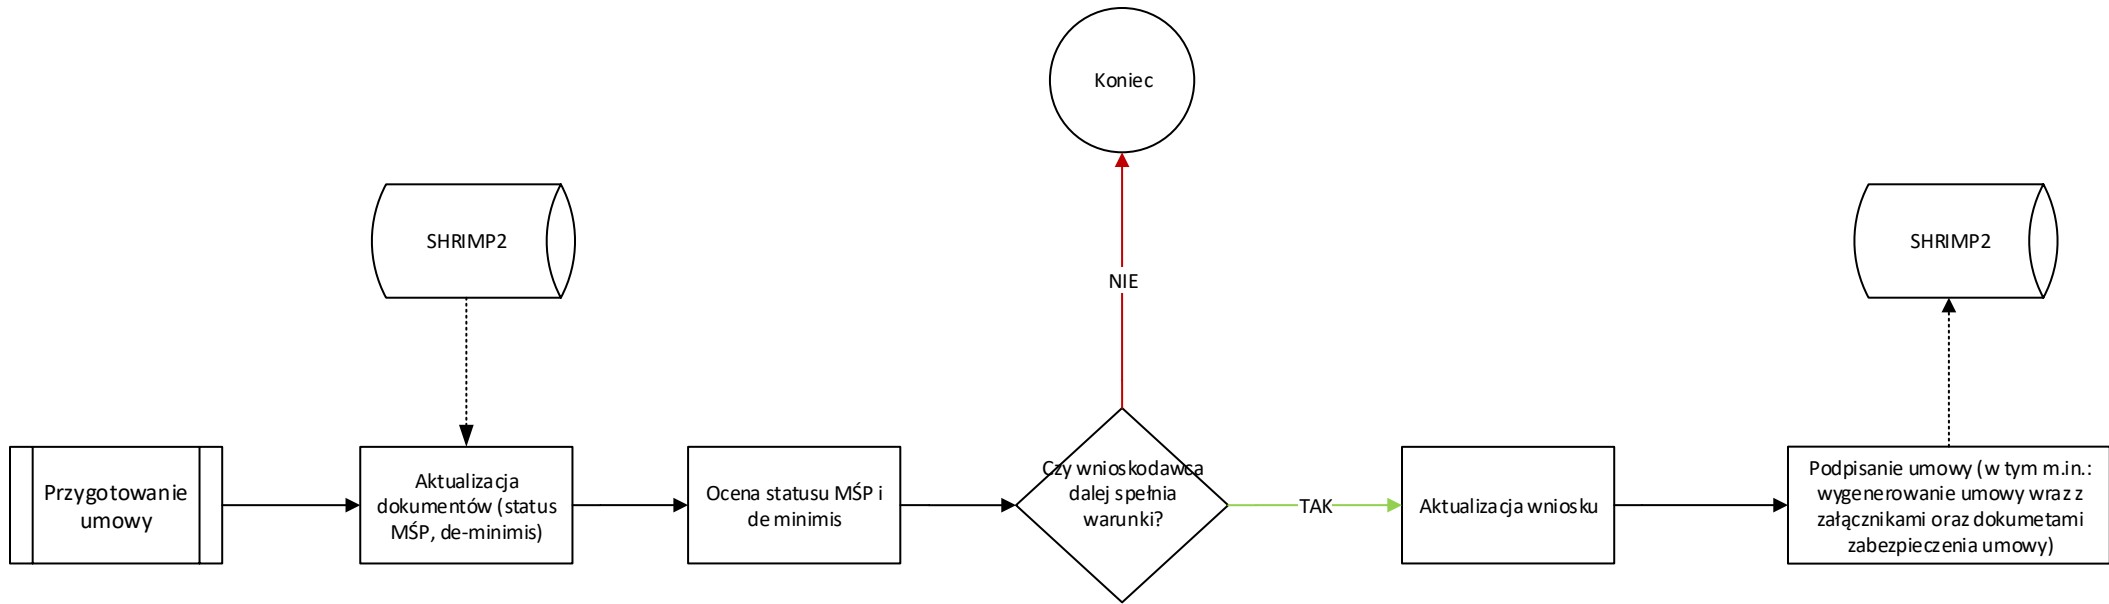 Koniec
SHRIMP2
SHRIMP2
NIE
Przygotowanie
umowy
Aktualizacja
dokumentów (status
MŚP, de-minimis)
Ocena statusu MŚP i
de minimis
Czy wnioskodawca
dalej spełnia
warunki?
TAK
Aktualizacja wniosku
Podpisanie umowy (w tym m.in.:
wygenerowanie umowy wraz z
załącznikami oraz dokumetami
zabezpieczenia umowy)